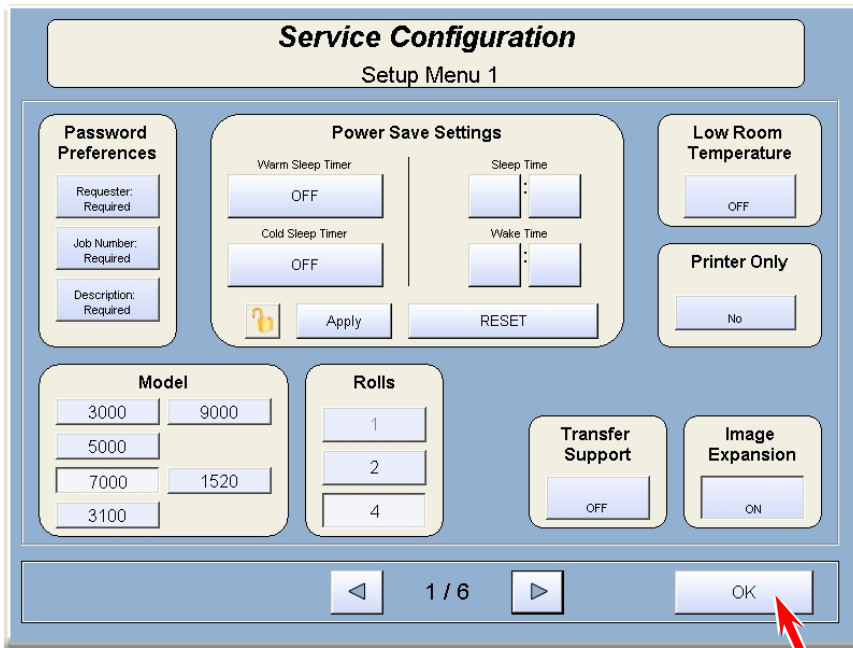 Service Configuration
Setup Menu 1
Password
Preferences
Requester:
Required
Job Number:
Required
Description:
Required
Power Save Settings
Warm Sleep Timer
OFF
Cold Sleep Timer
OFF
Sleep Time
:
Wake Time
:
Apply
RESET
Low Room
Temperature
OFF
Printer Only
No
Model
3000
9000
5000
7000
1520
3100
Rolls
1
2
4
Transfer
Support
OFF
Image
Expansion
ON
1 / 6
OK